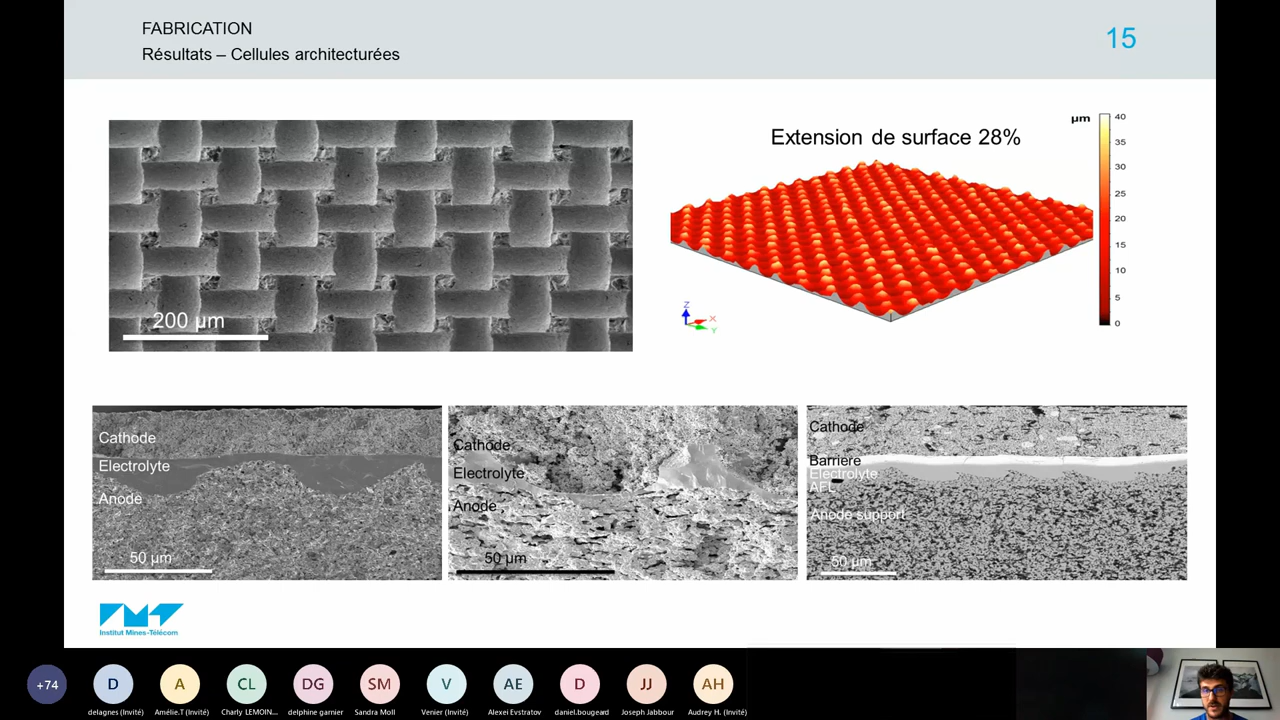 FABRICATION
Résultats – Cellules architecturées
15
200 µm
Extension de surface 28%
µm
40
35
30
25
20
15
10
5
0
Z
X
Y
Cathode
Electrolyte
Anode
50 µm
Cathode
Electrolyte
Anode
50 µm
Cathode
Barrière
Electrolyte
AFL
Anode support
50 µm
Institut Mines-Télécom
+74
D
A
CL
DG
SM
V
AE
D
JJ
AH
delagnes (Invité)
Amélie.T (Invité)
Charly LEMOIN...
delphine garnier
Sandra Moll
Venier (Invité)
Alexei Evstratov
daniel.bougeard
Joseph Jabbour
Audrey H. (Invité)